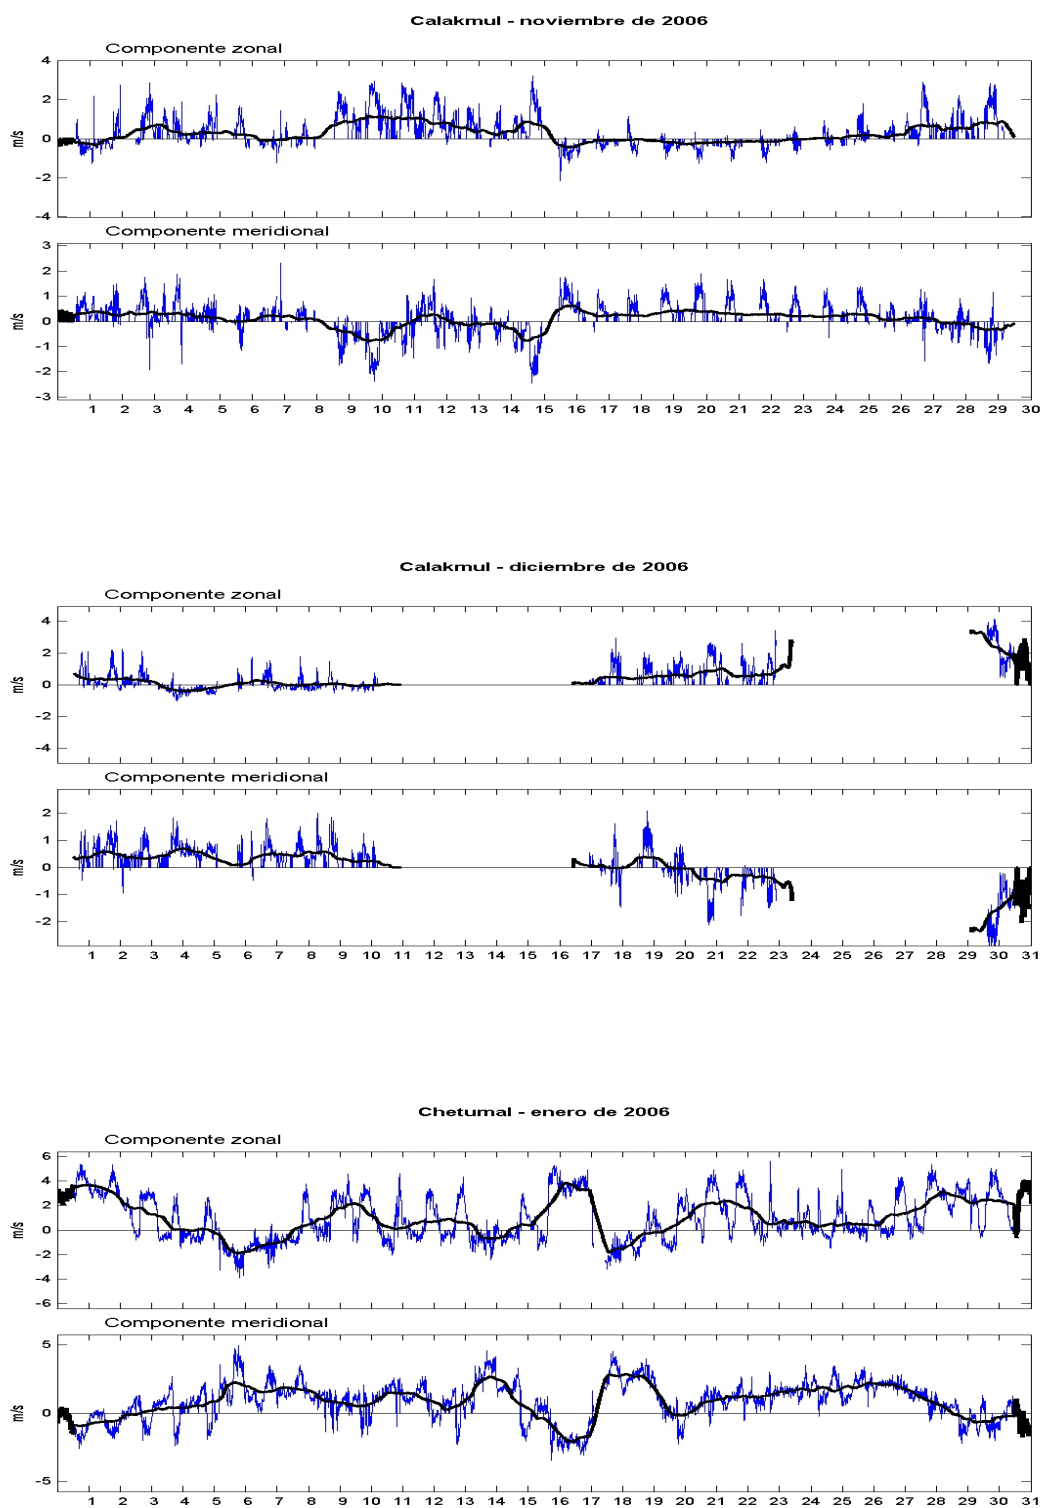 Calakmul - noviembre de 2006
Componente zonal
4
2
0
-2
-4
m/s
Componente meridional
3
2
1
0
-1
-2
-3
m/s
1 2 3 4 5 6 7 8 9 10 11 12 13 14 15 16 17 18 19 20 21 22 23 24 25 26 27 28 29 30
Calakmul - diciembre de 2006
Componente zonal
4
2
0
-2
-4
m/s
Componente meridional
2
1
0
-1
-2
m/s
1 2 3 4 5 6 7 8 9 10 11 12 13 14 15 16 17 18 19 20 21 22 23 24 25 26 27 28 29 30 31
Chetumal - enero de 2006
Componente zonal
6
4
2
0
-2
-4
-6
m/s
Componente meridional
5
0
-5
m/s
1 2 3 4 5 6 7 8 9 10 11 12 13 14 15 16 17 18 19 20 21 22 23 24 25 26 27 28 29 30 31